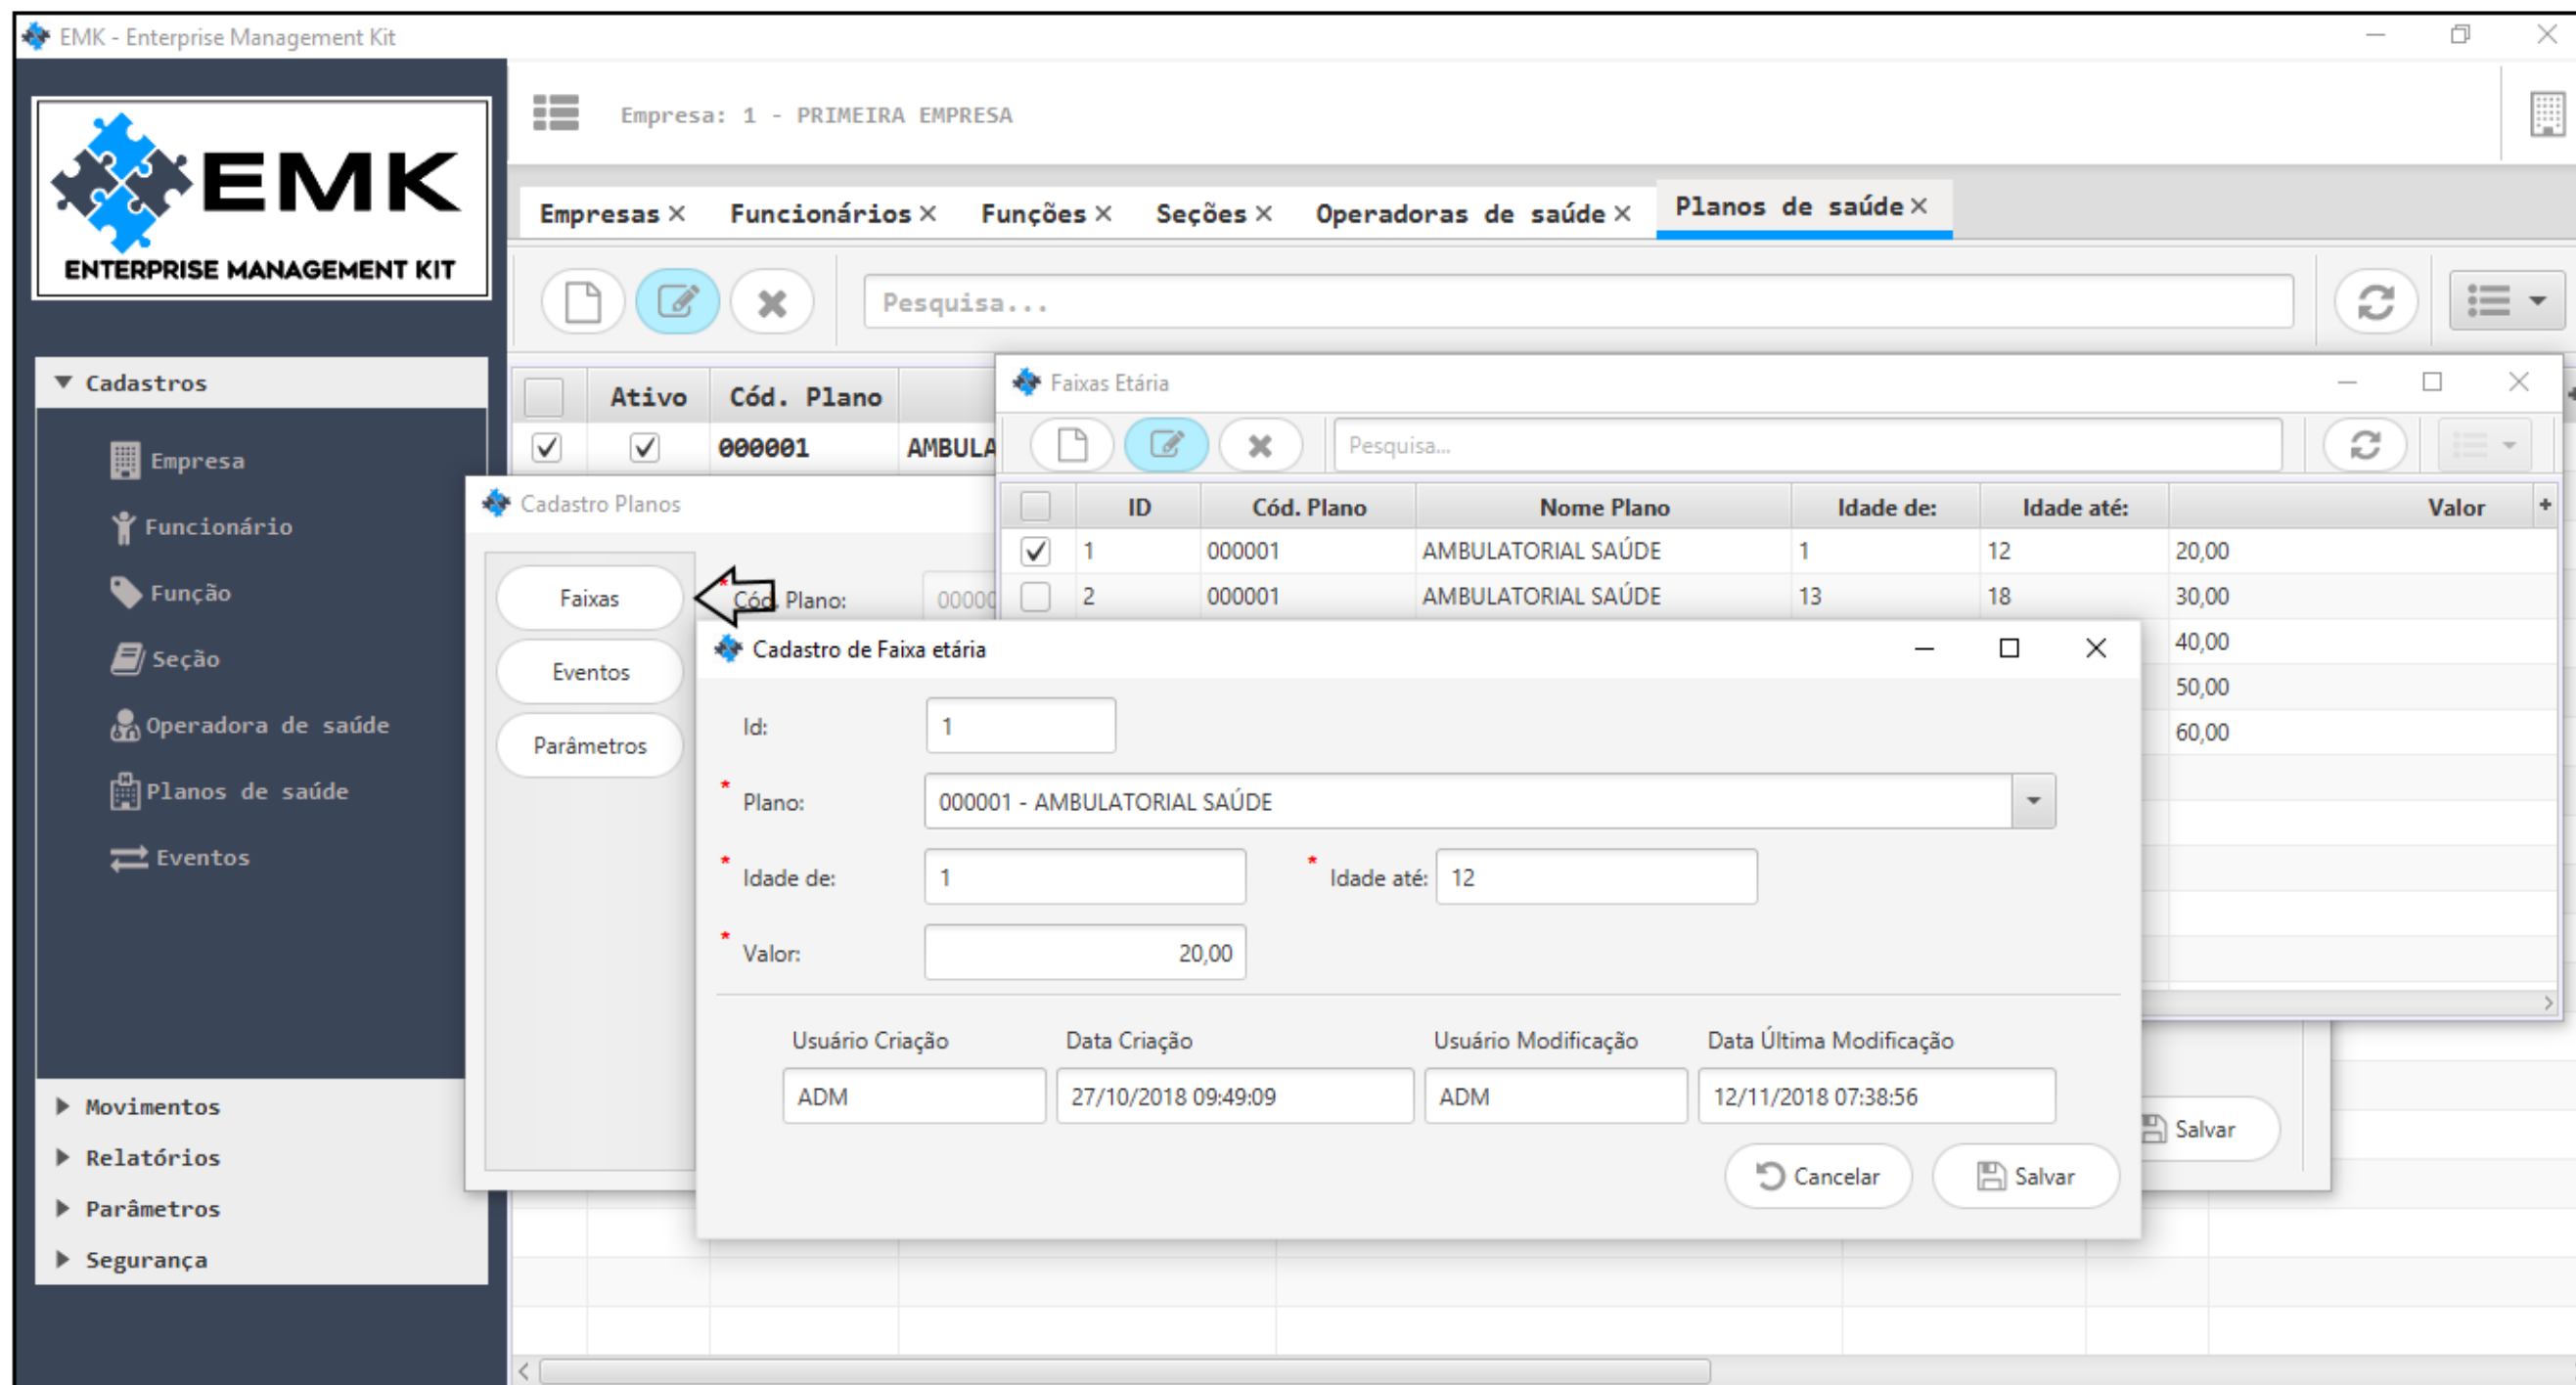 EMK - Enterprise Management Kit
EMK
ENTERPRISE MANAGEMENT KIT
Empresa: 1 - PRIMEIRA EMPRESA
Empresas Funcionários Funções Seções Operadoras de saúde Planos de saúde
Pesquisa...
Cadastros
Empresa
Funcionário
Função
Seção
Operadora de saúde
Planos de saúde
Eventos
Movimentos
Relatórios
Parâmetros
Segurança
Ativo Cód. Plano
000001
Faixas Etária
Pesquisa...
ID Cód. Plano Nome Plano Idade de: Idade até: Valor +
1 000001 AMBULATORIAL SAÚDE 1 12 20,00
2 000001 AMBULATORIAL SAÚDE 13 18 30,00
40,00
50,00
60,00
Cadastro Planos
Faixas
Eventos
Parâmetros
* Cód. Plano:
Salvar
Cadastro de Faixa etária
Id: 1
* Plano: 000001 - AMBULATORIAL SAÚDE
* Idade de: 1 * Idade até: 12
* Valor: 20,00
Usuário Criação Data Criação Usuário Modificação Data Última Modificação
ADM 27/10/2018 09:49:09 ADM 12/11/2018 07:38:56
Cancelar Salvar